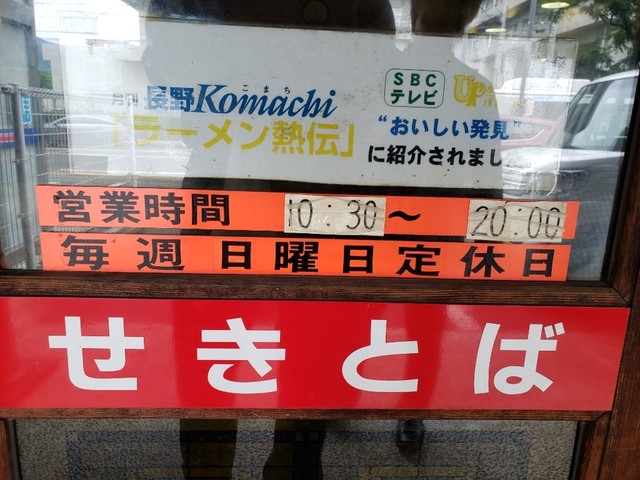 SBC
テレビ
Up
こまち
月刊 長野Komachi
「ラーメン熱伝」
“おいしい発見”
に紹介されまし
営業時間 10:30～20:00
毎週日曜日定休日
せきとば